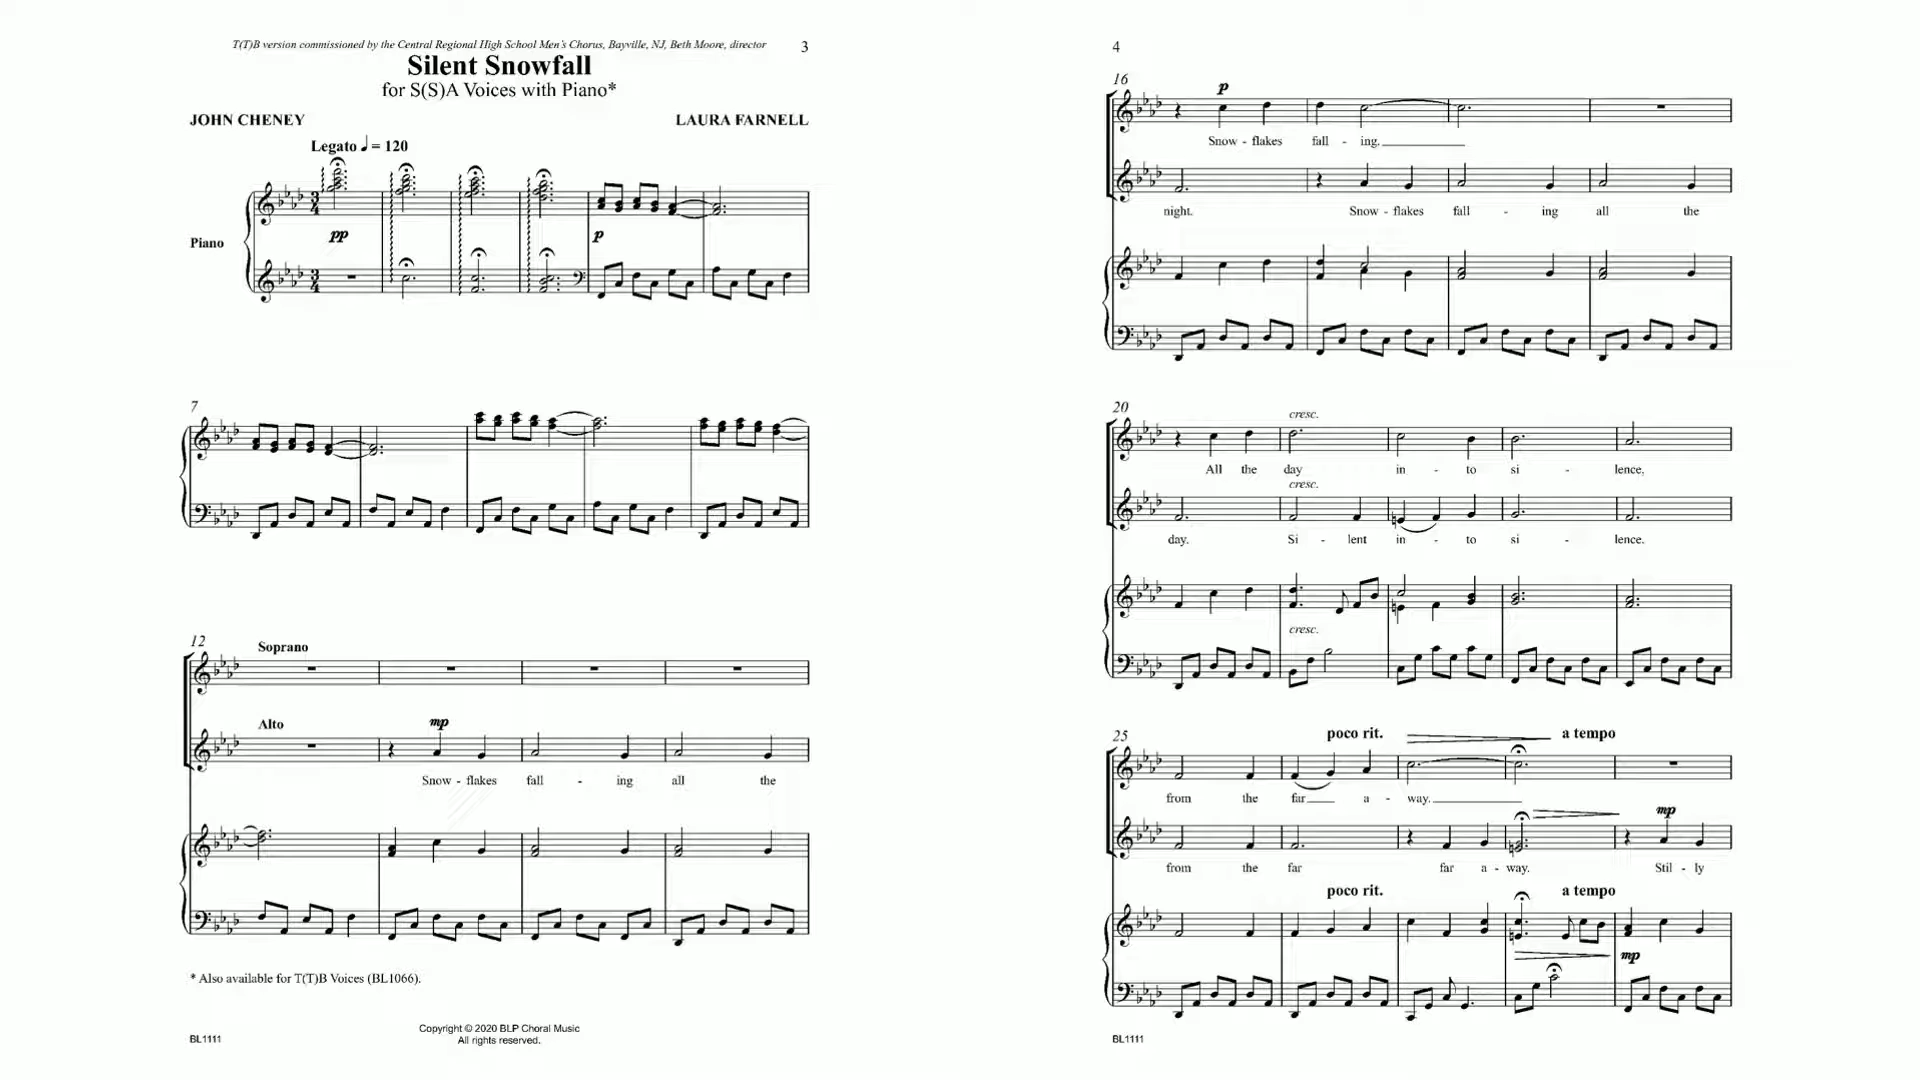 T(T)B version commissioned by the Central Regional High School Men's Chorus, Bayville, NJ, Beth Moore, director
3
Silent Snowfall
for S(S)A Voices with Piano*
JOHN CHENEY
LAURA FARNELL
Legato ♩ = 120
Piano
pp
p
7
12
Soprano
Alto
mp
Snow - flakes fall - ing all the
* Also available for T(T)B Voices (BL1066).
Copyright © 2020 BLP Choral Music
All rights reserved.
BL1111
4
16
p
Snow - flakes fall - ing.
night. Snow - flakes fall - ing all the
20
cresc.
All the day in - to si - lence,
cresc.
day. Si - lent in - to si - lence.
cresc.
25
poco rit. a tempo
from the far a - way.
mp
from the far far a - way. Stil - ly
poco rit. a tempo
mp
BL1111